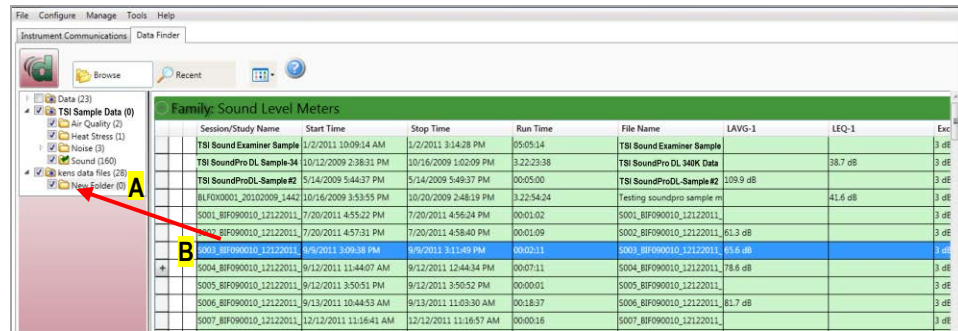 File Configure Manage Tools Help
Instrument Communications Data Finder
Browse Recent
Data (23)
TSI Sample Data (0)
Air Quality (2)
Heat Stress (1)
Noise (3)
Sound (160)
kens data files (28)
New Folder (0)
A
B
Family: Sound Level Meters
Session/Study Name Start Time Stop Time Run Time File Name LAVG-1 LEQ-1 Exc
TSI Sound Examiner Sample 1/2/2011 10:09:14 AM 1/2/2011 3:14:28 PM 05:05:14 TSI Sound Examiner Sample 3 dB
TSI SoundPro DL Sample-34 10/12/2009 2:38:31 PM 10/16/2009 1:02:09 PM 3.22:23:38 TSI SoundPro DL 340K Data 38.7 dB 3 dB
TSI SoundProDL-Sample#2 5/14/2009 5:44:37 PM 5/14/2009 5:49:37 PM 00:05:00 TSI SoundProDL-Sample#2 109.9 dB 3 dB
BLF0X0001_20102009_1442 10/16/2009 3:53:55 PM 10/20/2009 2:48:19 PM 3.22:54:24 Testing soundpro sample m 41.6 dB 3 dB
S001_BIF090010_12122011_ 7/20/2011 4:55:22 PM 7/20/2011 4:56:24 PM 00:01:02 S001_BIF090010_12122011_ 3 dB
S002_BIF090010_12122011_ 7/20/2011 4:57:31 PM 7/20/2011 4:58:40 PM 00:01:09 S002_BIF090010_12122011_ 61.3 dB 3 dB
S003_BIF090010_12122011_ 9/9/2011 3:09:38 PM 9/9/2011 3:11:49 PM 00:02:11 S003_BIF090010_12122011_ 65.6 dB 3 dB
S004_BIF090010_12122011_ 9/12/2011 11:44:07 AM 9/12/2011 12:44:34 PM 00:07:11 S004_BIF090010_12122011_ 78.6 dB 3 dB
S005_BIF090010_12122011_ 9/12/2011 3:50:51 PM 9/12/2011 3:50:52 PM 00:00:01 S005_BIF090010_12122011_ 3 dB
S006_BIF090010_12122011_ 9/13/2011 10:44:53 AM 9/13/2011 11:03:30 AM 00:18:37 S006_BIF090010_12122011_ 81.7 dB 3 dB
S007_BIF090010_12122011_ 12/12/2011 11:16:41 AM 12/12/2011 11:16:57 AM 00:00:16 S007_BIF090010_12122011_ 3 dB